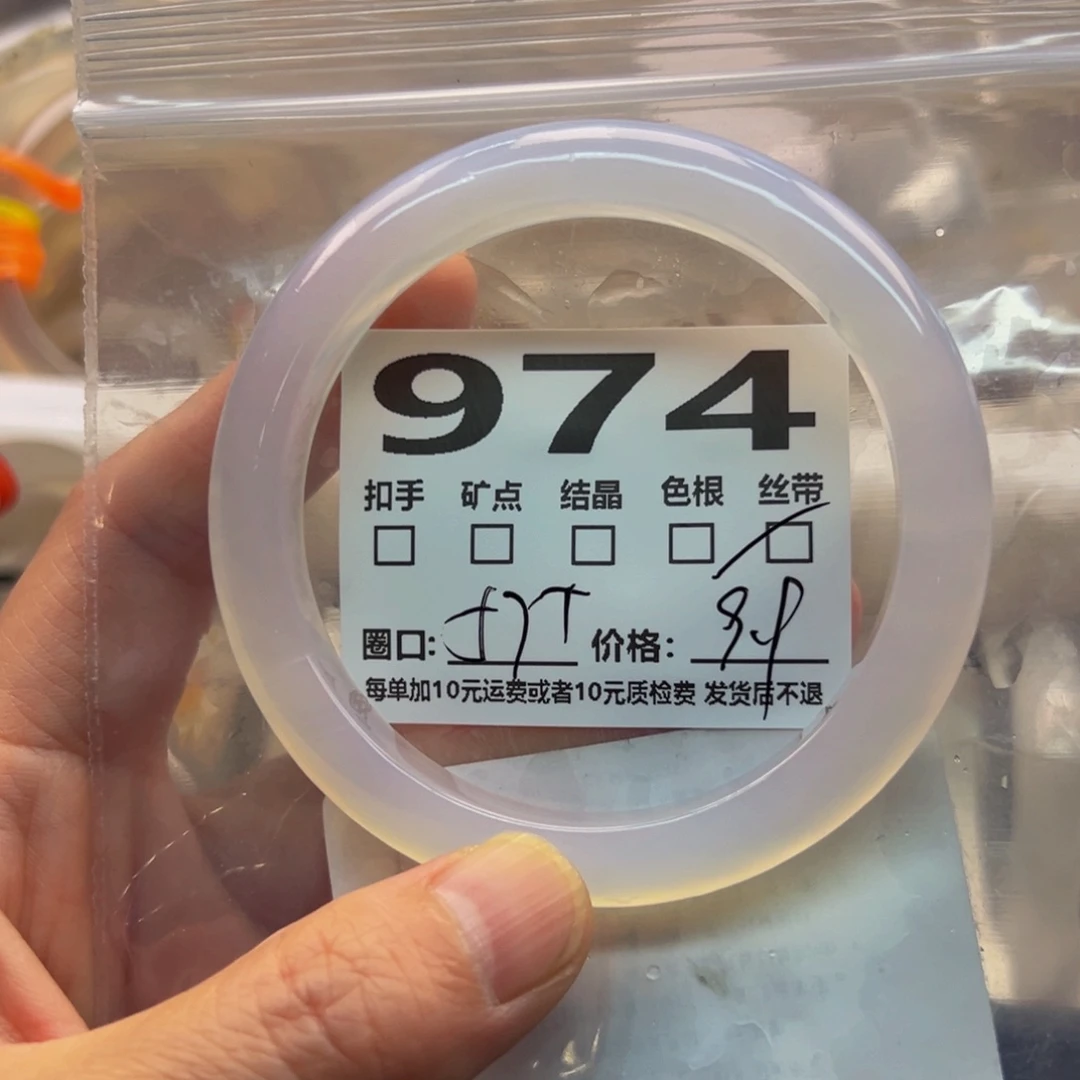 974
扣手 矿点 结晶 色根 丝带
圈口: 价格:
每单加10元运费或者10元质检费 发货后不退